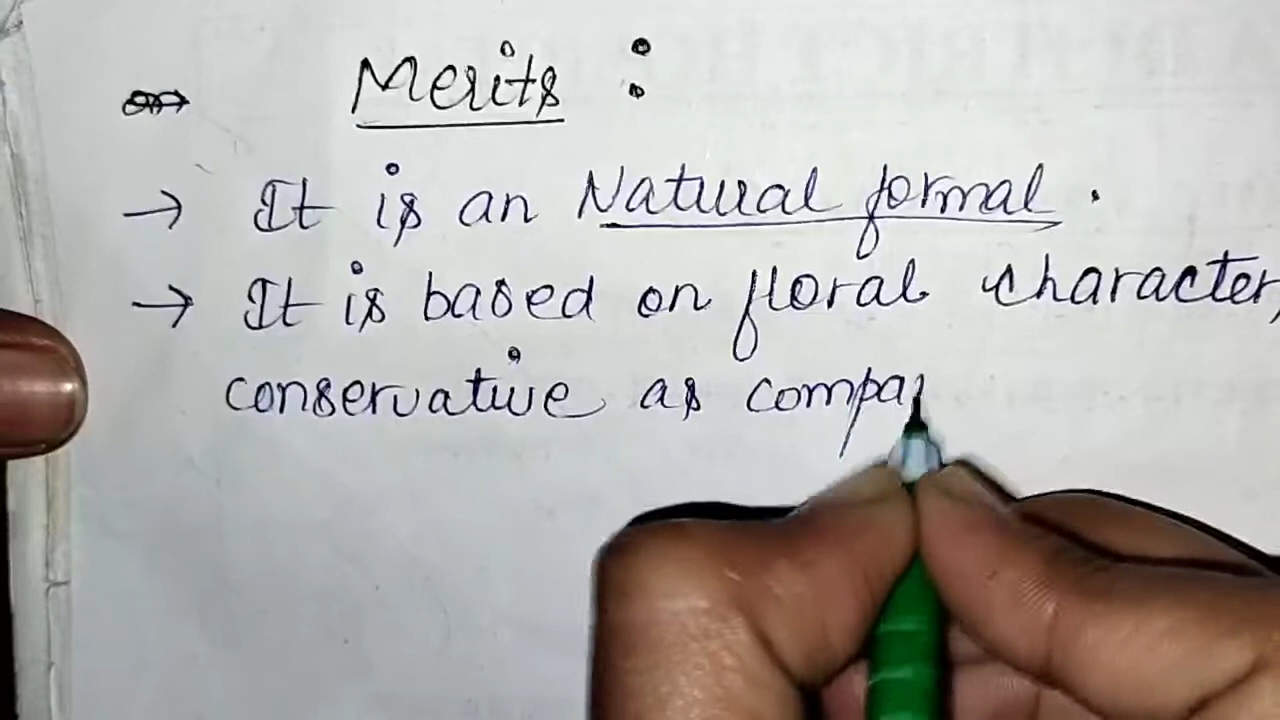 Merits :
→ It is an Natural formal.
→ It is based on floral character,
conservative as compa